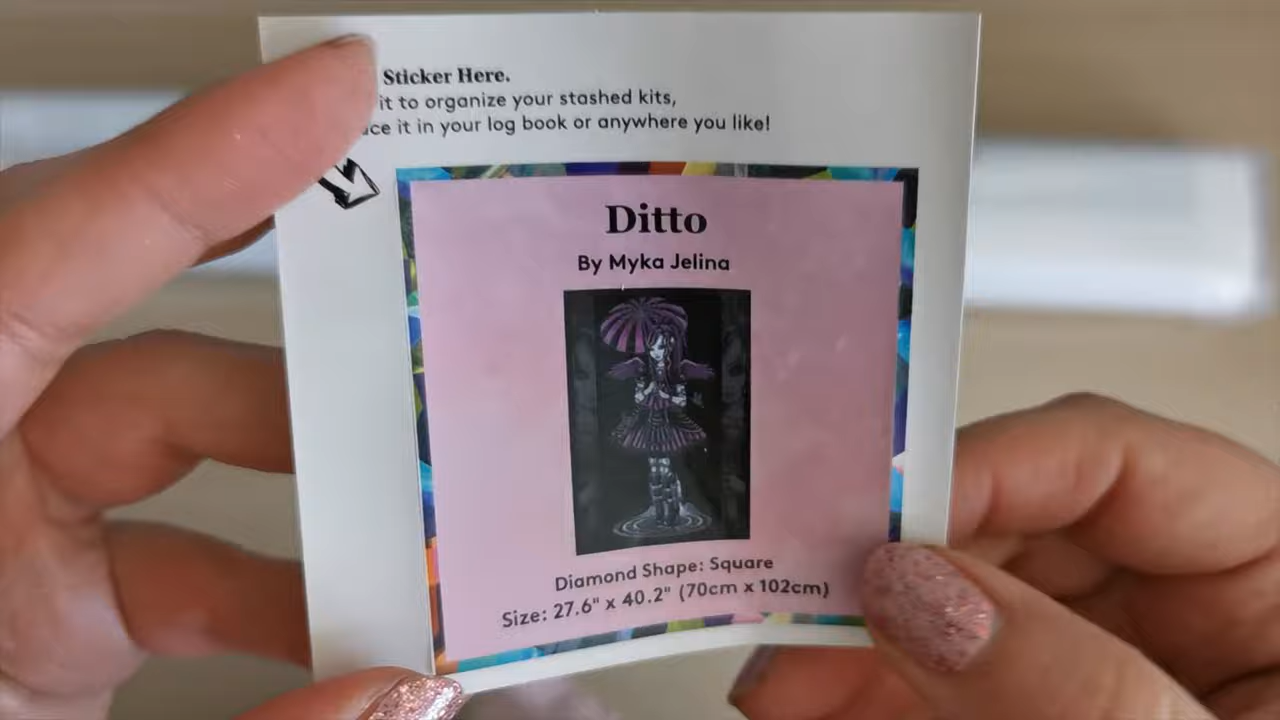 Sticker Here.
it to organize your stashed kits,
it in your log book or anywhere you like!
Ditto
By Myka Jelina
Diamond Shape: Square
Size: 27.6" x 40.2" (70cm x 102cm)